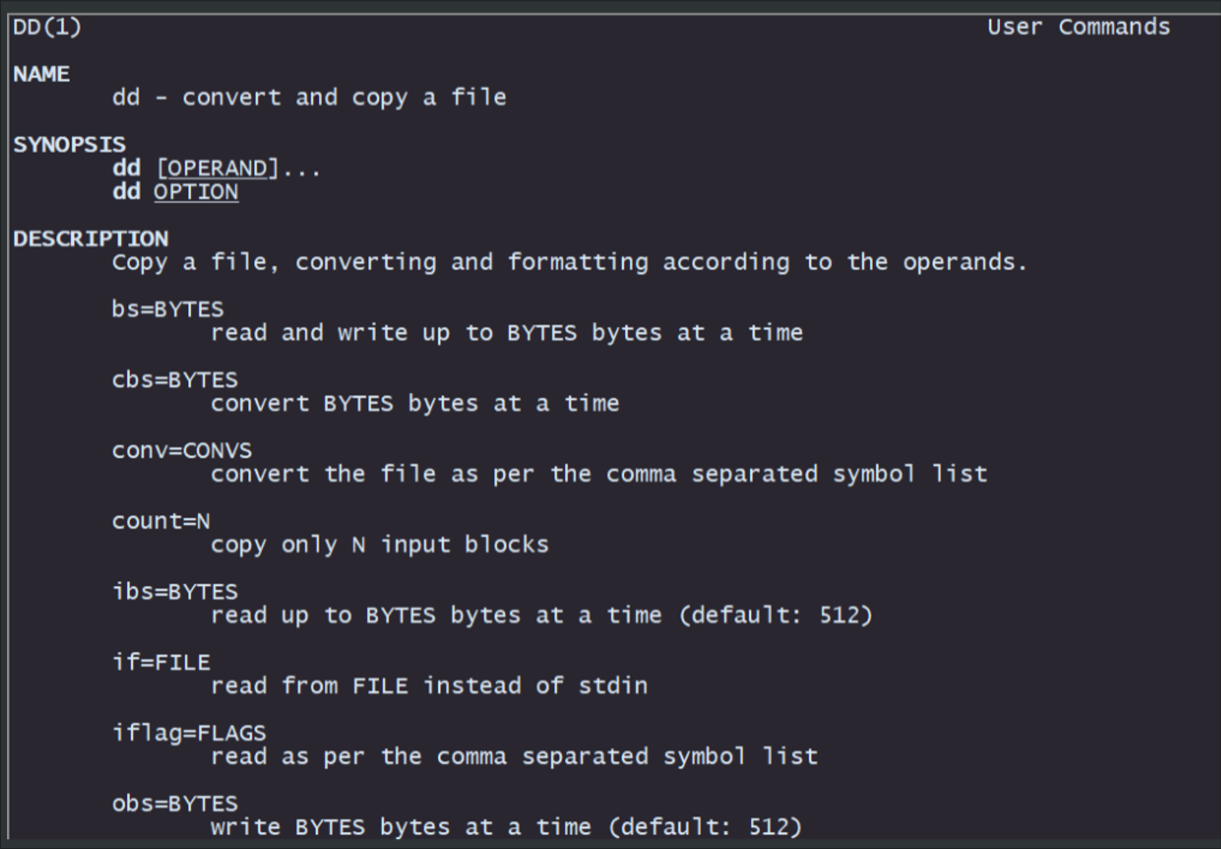 DD(1) User Commands
NAME
dd - convert and copy a file
SYNOPSIS
dd [OPERAND]...
dd OPTION
DESCRIPTION
Copy a file, converting and formatting according to the operands.
bs=BYTES
read and write up to BYTES bytes at a time
cbs=BYTES
convert BYTES bytes at a time
conv=CONVS
convert the file as per the comma separated symbol list
count=N
copy only N input blocks
ibs=BYTES
read up to BYTES bytes at a time (default: 512)
if=FILE
read from FILE instead of stdin
iflag=FLAGS
read as per the comma separated symbol list
obs=BYTES
write BYTES bytes at a time (default: 512)